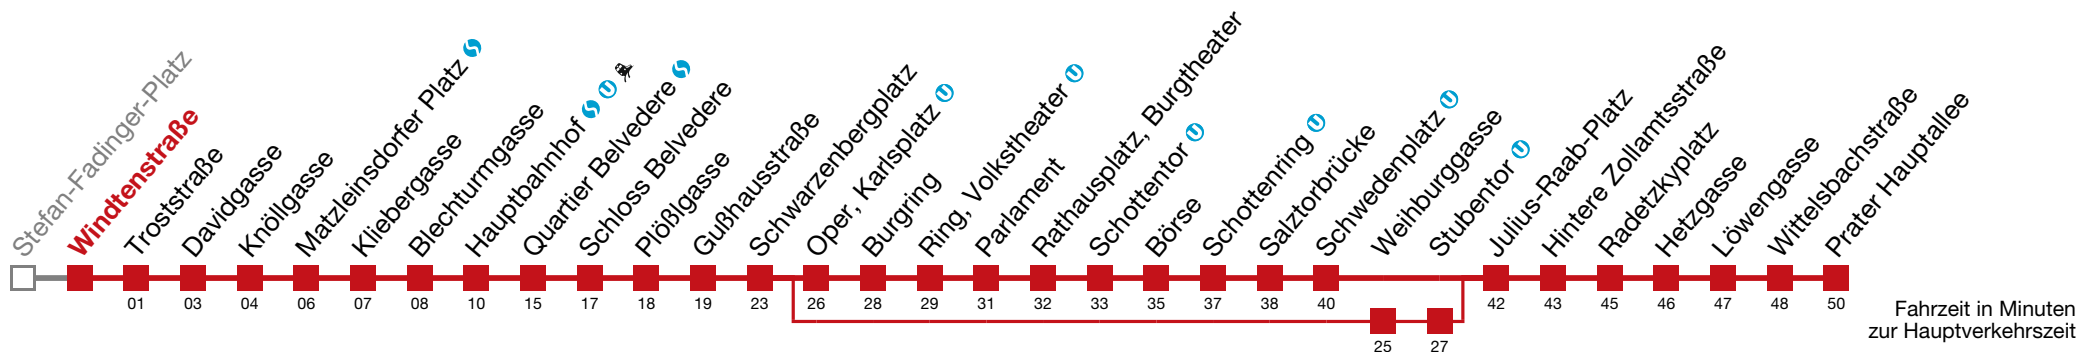 Stefan-Fadinger-Platz
Windtenstraße
Troststraße
Davidgasse
Knöllgasse
Matzleinsdorfer Platz S
Kliebergasse
Blechturmgasse
Hauptbahnhof S U
Quartier Belvedere S
Schloss Belvedere
Plößlgasse
Gußhausstraße
Schwarzenbergplatz
Oper, Karlsplatz U
Burgring
Ring, Volkstheater U
Parlament
Rathausplatz, Burgtheater
Schottentor U
Börse
Schottenring U
Salztorbrücke
Schwedenplatz U
Weihburggasse
Stubentor U
Julius-Raab-Platz
Hintere Zollamtsstraße
Radetzkyplatz
Hetzgasse
Löwengasse
Wittelsbachstraße
Prater Hauptallee
01 03 04 06 07 08 10 15 17 18 19 23 26 28 29 31 32 33 35 37 38 40 42 43 45 46 47 48 50
25 27
Fahrzeit in Minuten
zur Hauptverkehrszeit